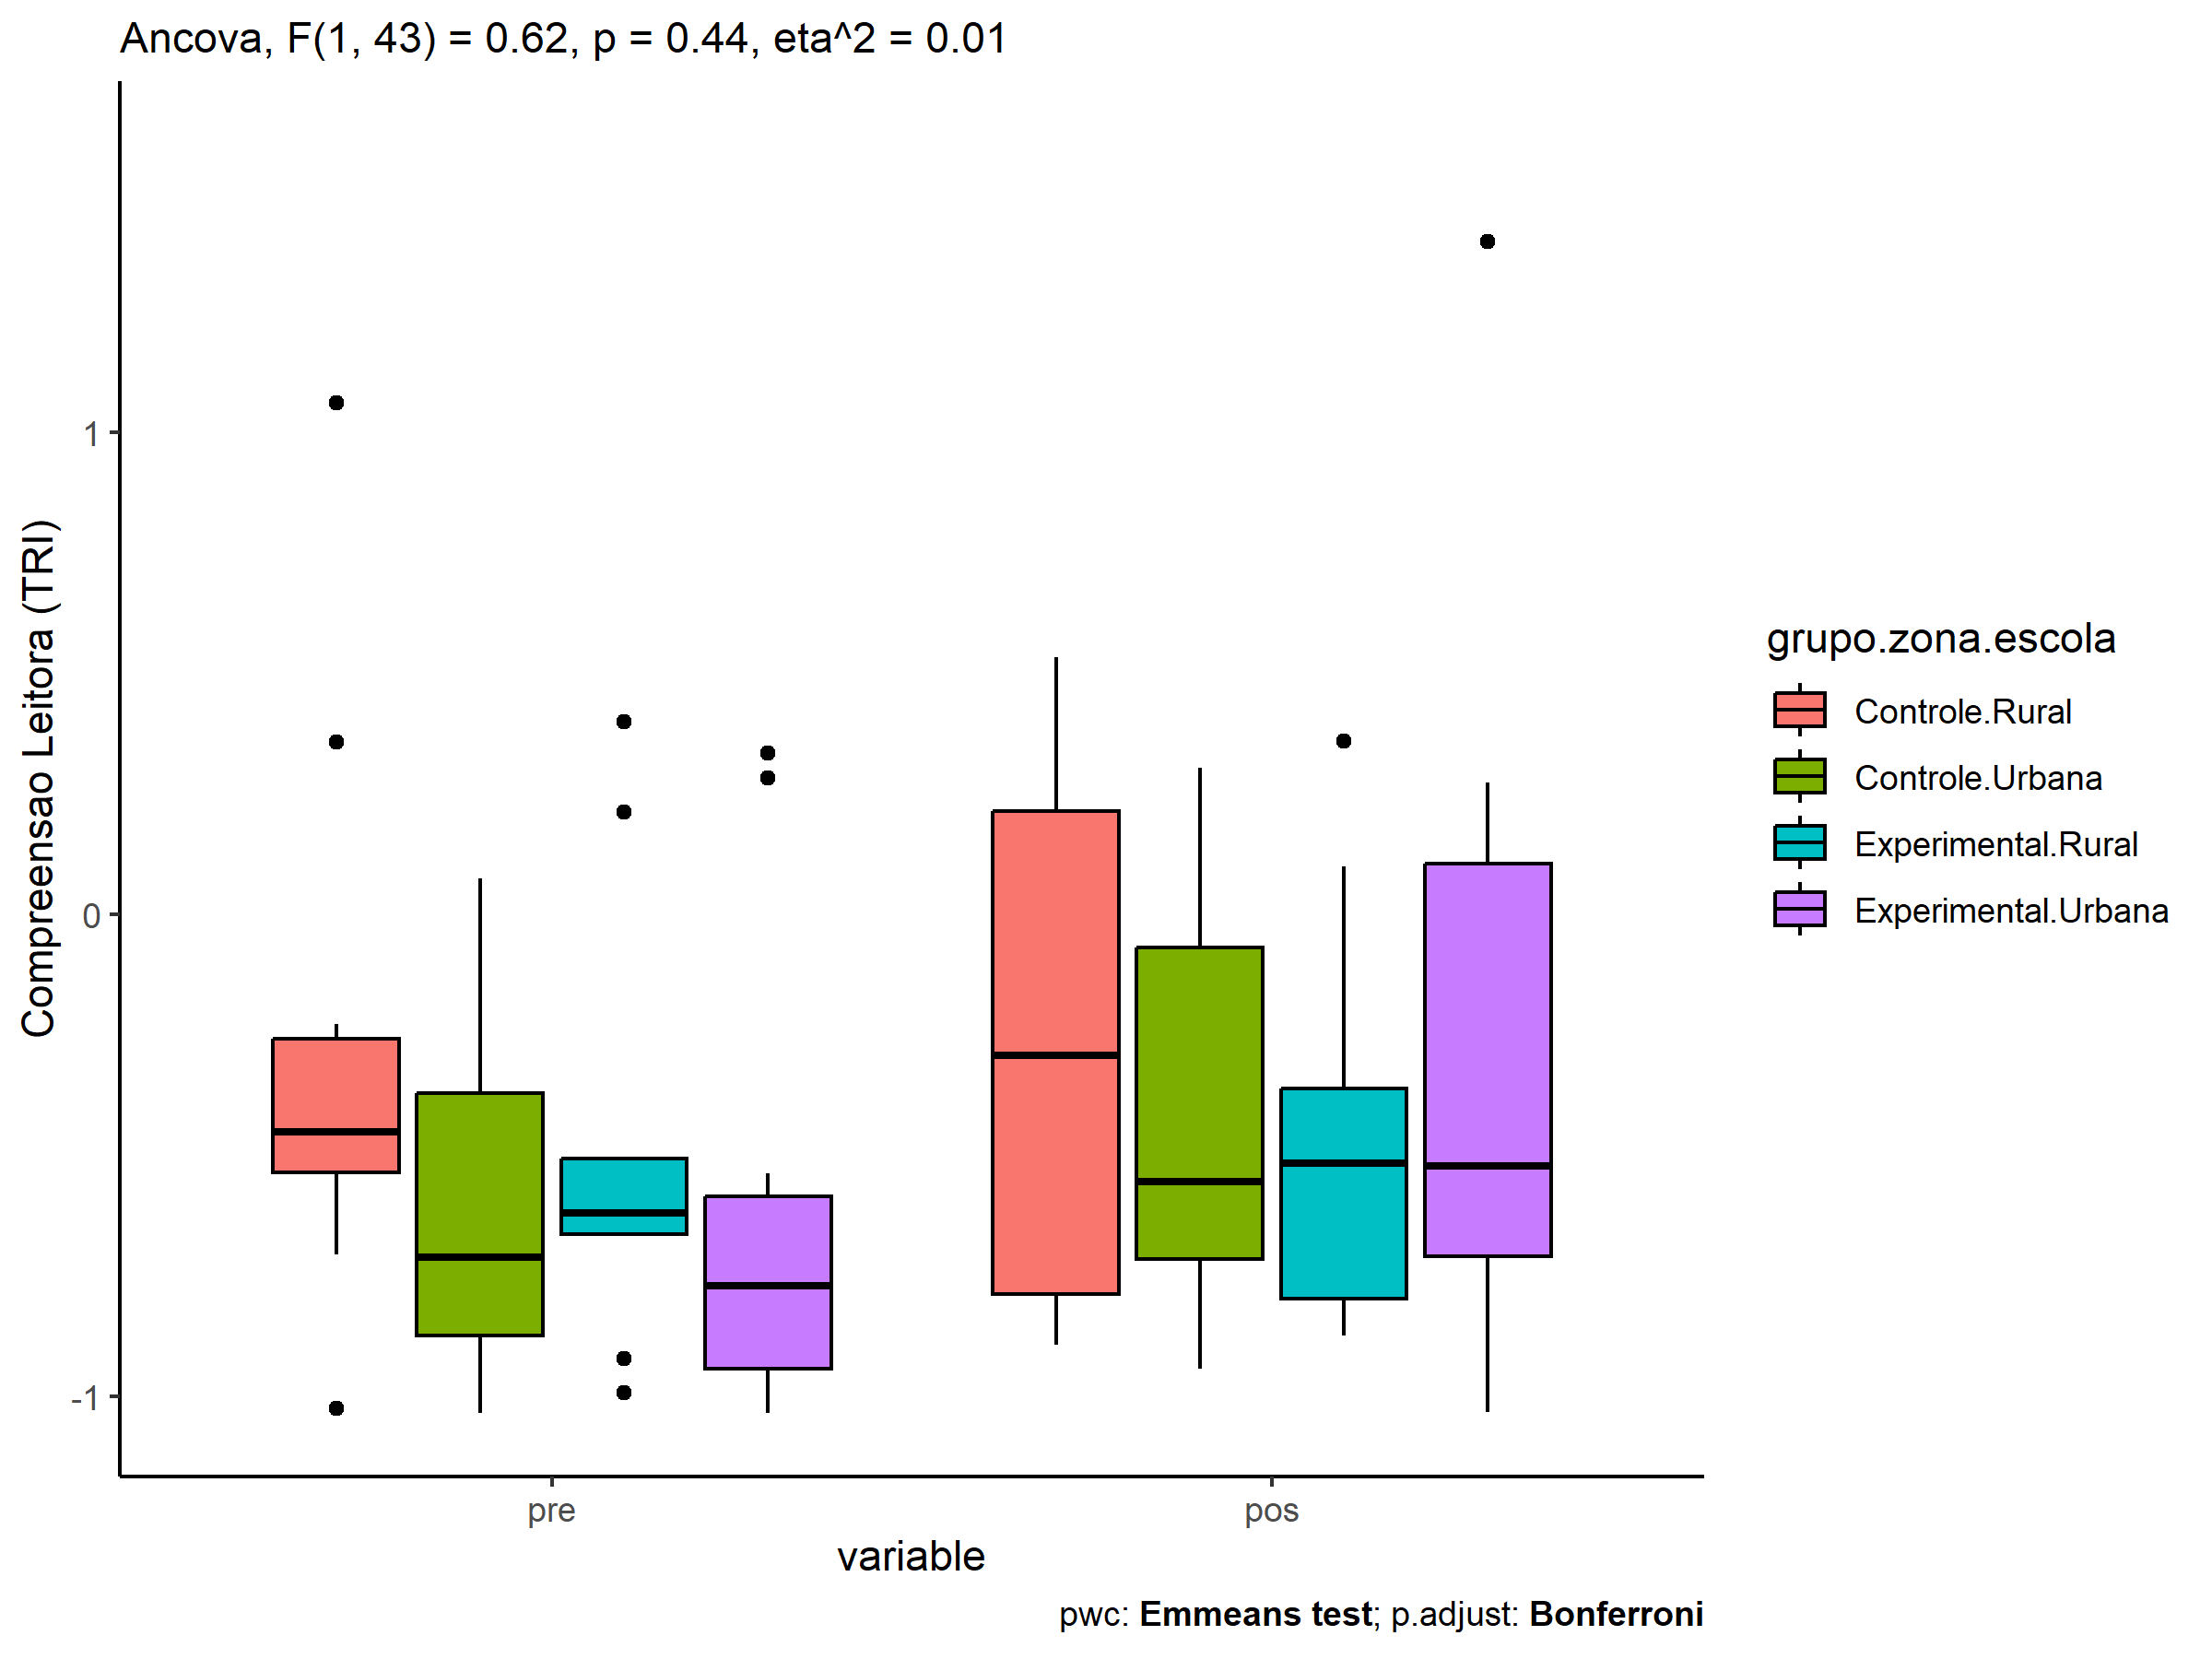 Ancova, F(1, 43) = 0.62, p = 0.44, eta^2 = 0.01
Compreensao Leitora (TRI)
1
0
-1
pre
pos
variable
grupo.zona.escola
Controle.Rural
Controle.Urbana
Experimental.Rural
Experimental.Urbana
pwc: Emmeans test; p.adjust: Bonferroni